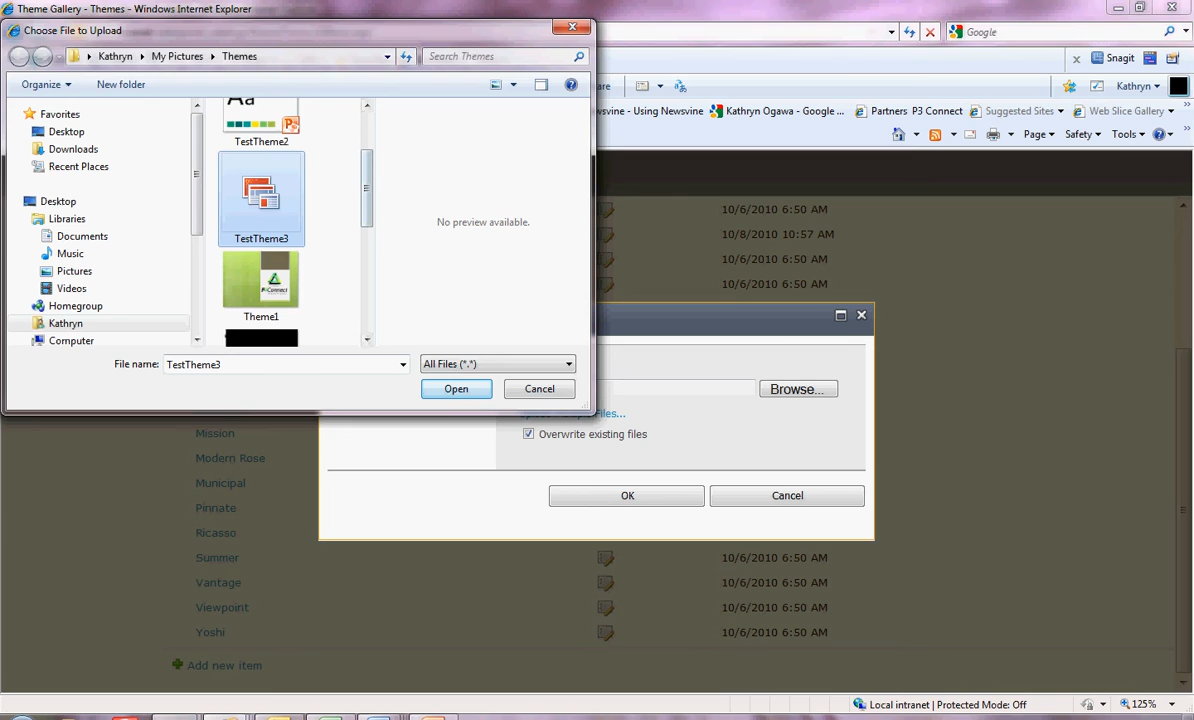 Theme Gallery - Themes - Windows Internet Explorer
Choose File to Upload
Kathryn My Pictures Themes
Search Themes
Google
Snagit
Organize
New folder
are
Kathryn
Favorites
Desktop
Downloads
Recent Places
Desktop
Libraries
Documents
Music
Pictures
Videos
Homegroup
Kathryn
Computer
Aa
TestTheme2
TestTheme3
P3Connect
Theme1
No preview available.
wsvine - Using Newsvine
Kathryn Ogawa - Google ...
Partners P3 Connect
Suggested Sites
Web Slice Gallery
Page
Safety
Tools
10/6/2010 6:50 AM
10/8/2010 10:57 AM
10/6/2010 6:50 AM
10/6/2010 6:50 AM
File name:
TestTheme3
All Files (*.*)
Open
Cancel
Browse...
Files...
Overwrite existing files
OK
Cancel
Mission
Modern Rose
Municipal
Pinnate
Ricasso
Summer 10/6/2010 6:50 AM
Vantage 10/6/2010 6:50 AM
Viewpoint 10/6/2010 6:50 AM
Yoshi 10/6/2010 6:50 AM
Add new item
Local intranet | Protected Mode: Off
125%